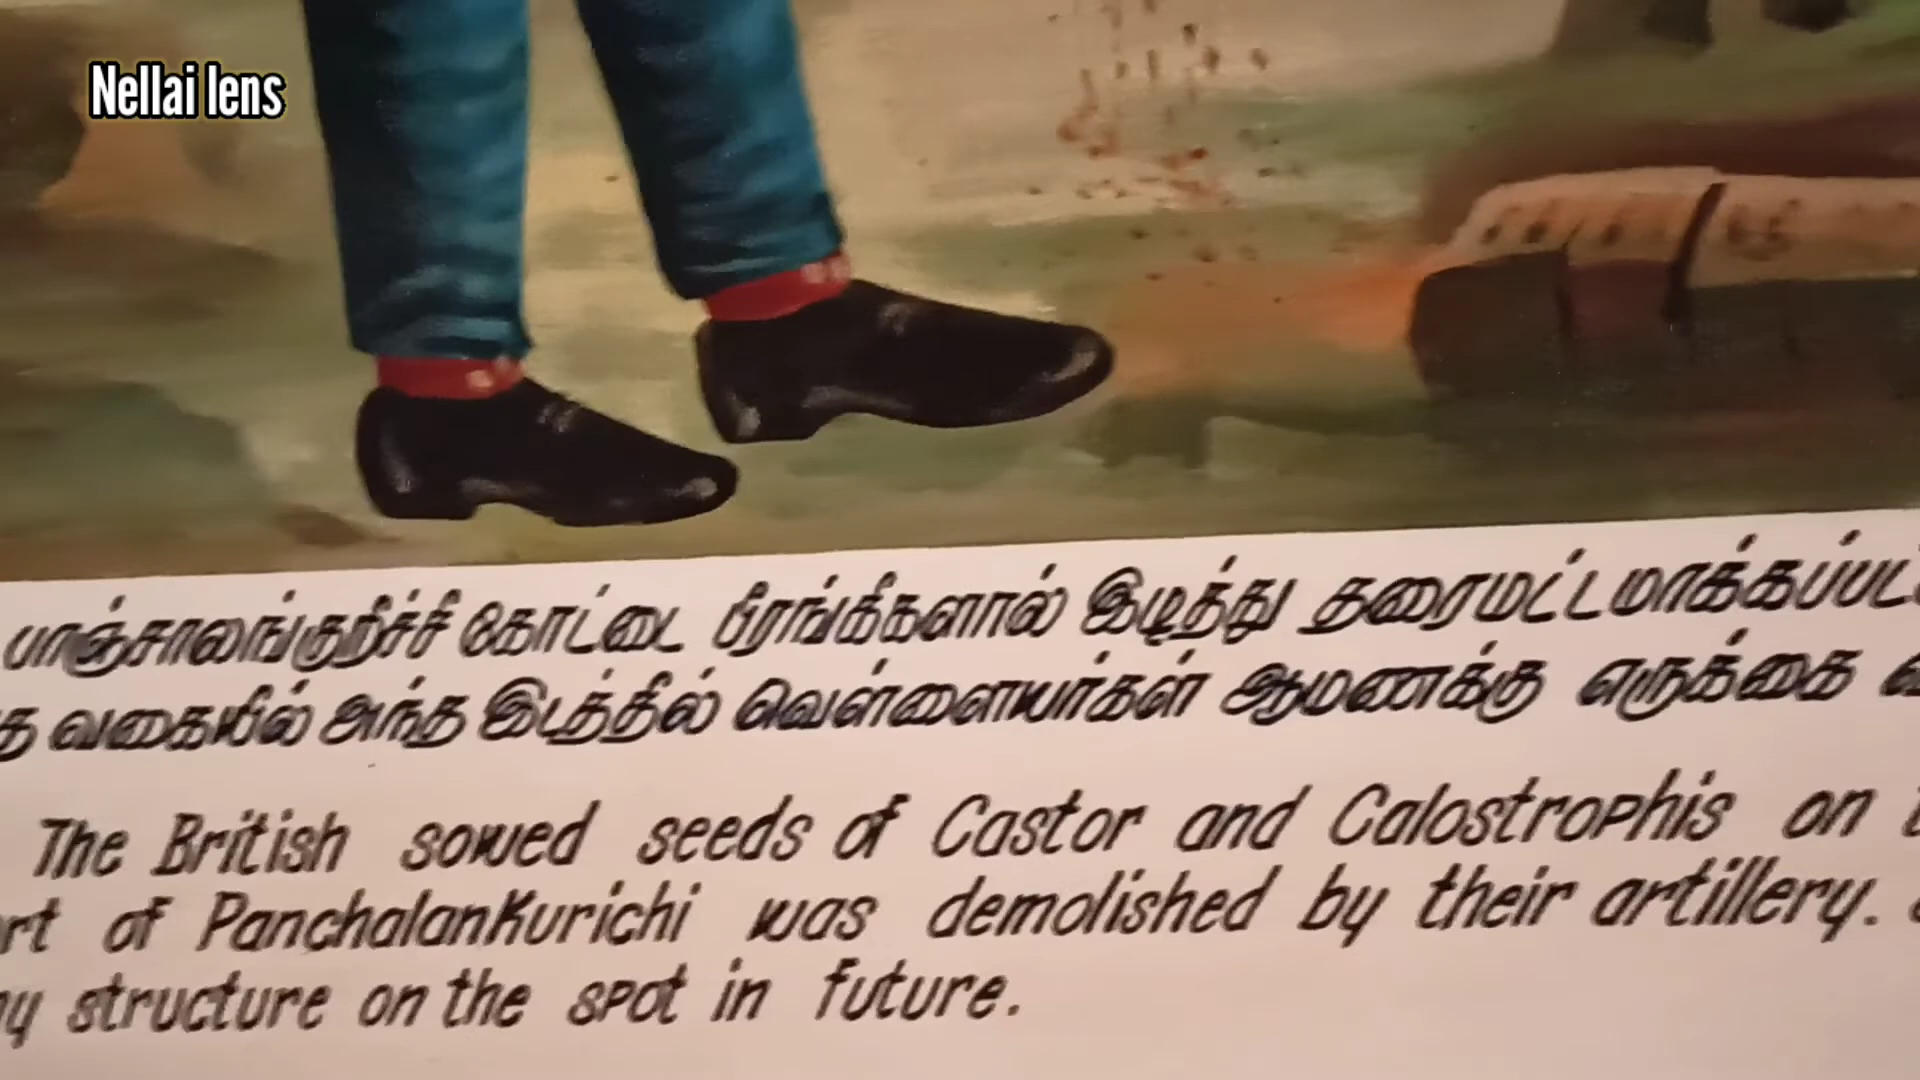 Nellai lens
பாஞ்சாலங்குறிச்சி கோட்டை பீரங்கிகளால் இடித்து தரைமட்டமாக்கப்பட
வகையில் அந்த இடத்தில் வெள்ளையர்கள் ஆமணக்கு எருக்கை
The British sowed seeds of Castor and Calostrophis on
rt of PanchalanKurichi was demolished by their artillery.
ny structure on the spot in future.